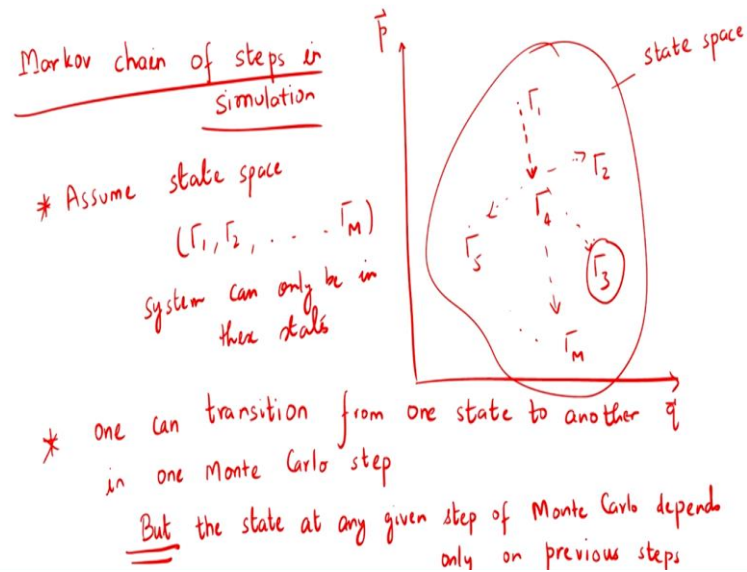 Markov chain of steps in
simulation
* Assume state space
(Γ₁, Γ₂, . . . . Γ_M)
system can only be in
these states
p⃗
state space
Γ₁
Γ₂
Γ₄
Γ₅
Γ₃
Γ_M
q⃗
* one can transition from one state to another
in one Monte Carlo step
But the state at any given step of Monte Carlo depends
only on previous steps